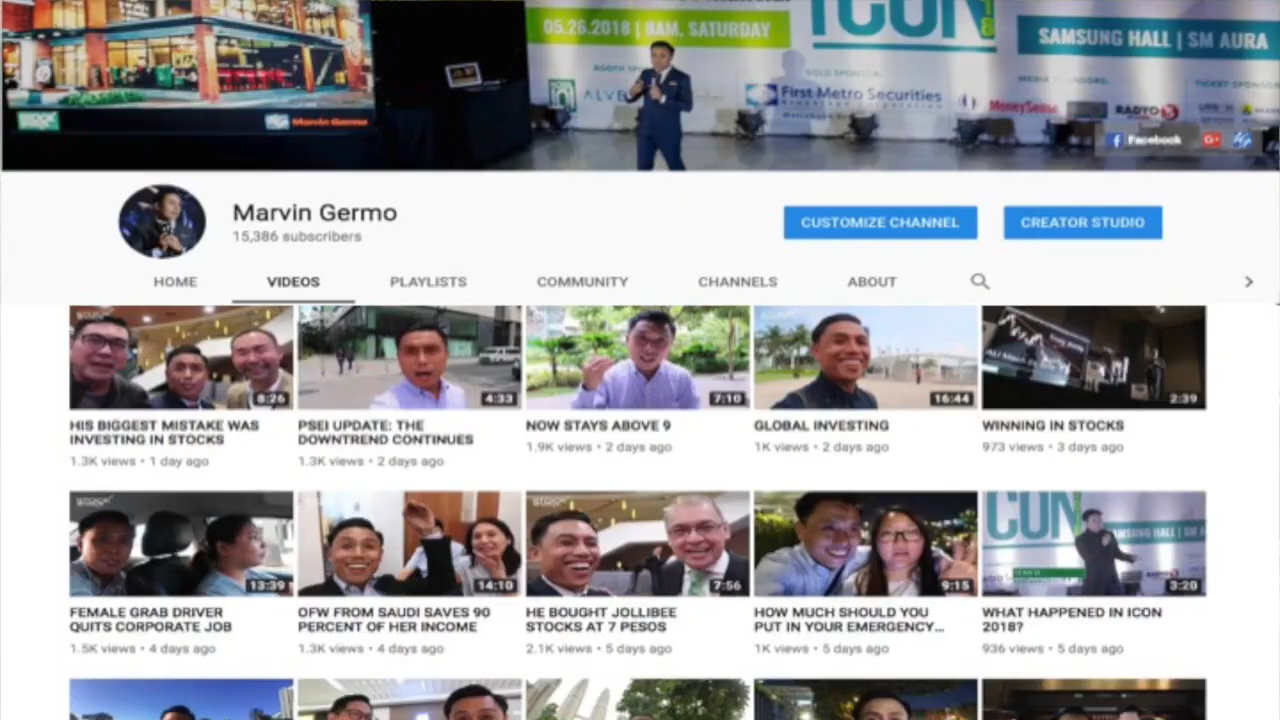 ICON
05.26.2018 | 8AM, SATURDAY
SAMSUNG HALL | SM AURA
First Metro Securities
MoneySense
RADYO
Marvin Germo
Facebook
G+
Marvin Germo
15,386 subscribers
CUSTOMIZE CHANNEL
CREATOR STUDIO
HOME
VIDEOS
PLAYLISTS
COMMUNITY
CHANNELS
ABOUT
8:26
4:33
7:10
16:44
2:39
HIS BIGGEST MISTAKE WAS
INVESTING IN STOCKS
1.3K views • 1 day ago
PSEI UPDATE: THE
DOWNTREND CONTINUES
1.3K views • 2 days ago
NOW STAYS ABOVE 9
1.9K views • 2 days ago
GLOBAL INVESTING
1K views • 2 days ago
WINNING IN STOCKS
973 views • 3 days ago
13:39
14:10
7:56
9:15
CON
SAMSUNG HALL | SM A
3:20
FEMALE GRAB DRIVER
QUITS CORPORATE JOB
1.5K views • 4 days ago
OFW FROM SAUDI SAVES 90
PERCENT OF HER INCOME
1.3K views • 4 days ago
HE BOUGHT JOLLIBEE
STOCKS AT 7 PESOS
2.1K views • 5 days ago
HOW MUCH SHOULD YOU
PUT IN YOUR EMERGENCY...
1K views • 5 days ago
WHAT HAPPENED IN ICON
2018?
936 views • 5 days ago